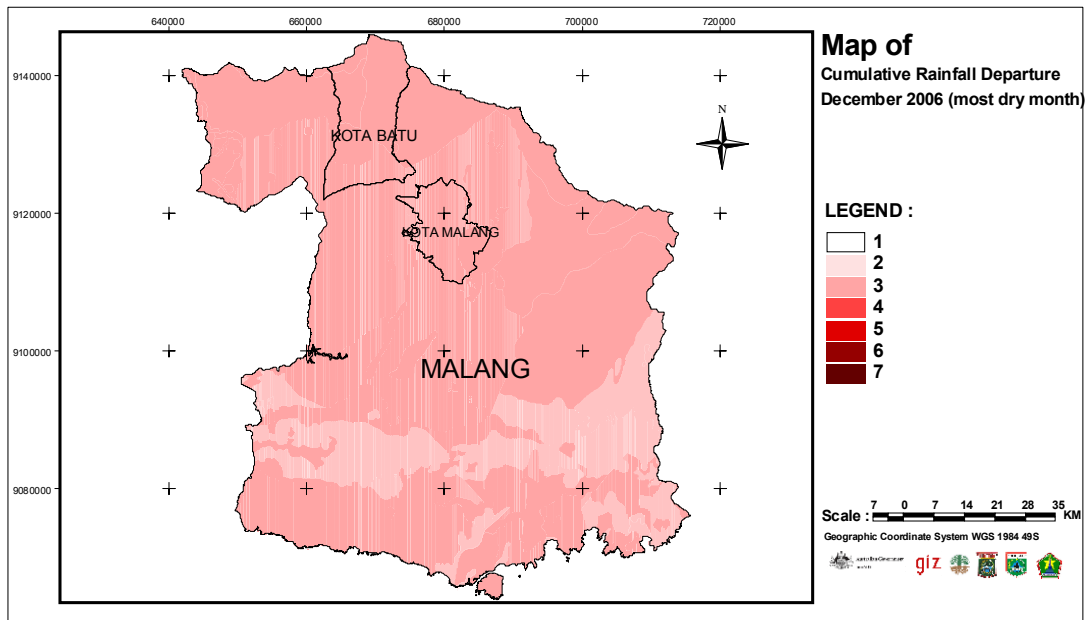 Map of
Cumulative Rainfall Departure
December 2006 (most dry month)
640000 660000 680000 700000 720000
9140000
9120000
9100000
9080000
KOTA BATU
KOTA MALANG
MALANG
N
LEGEND :
1
2
3
4
5
6
7
7 0 7 14 21 28 35
Scale : KM
Geographic Coordinate System WGS 1984 49S
Australian Government
giz